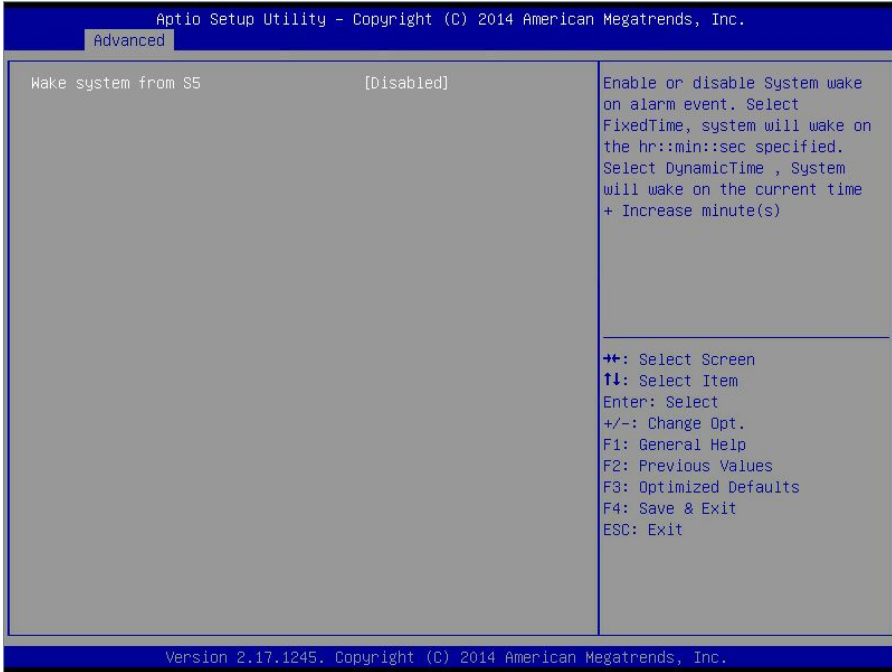 Aptio Setup Utility – Copyright (C) 2014 American Megatrends, Inc.
Advanced
Wake system from S5 [Disabled]
Enable or disable System wake
on alarm event. Select
FixedTime, system will wake on
the hr::min::sec specified.
Select DynamicTime , System
will wake on the current time
+ Increase minute(s)
→←: Select Screen
↑↓: Select Item
Enter: Select
+/-: Change Opt.
F1: General Help
F2: Previous Values
F3: Optimized Defaults
F4: Save & Exit
ESC: Exit
Version 2.17.1245. Copyright (C) 2014 American Megatrends, Inc.